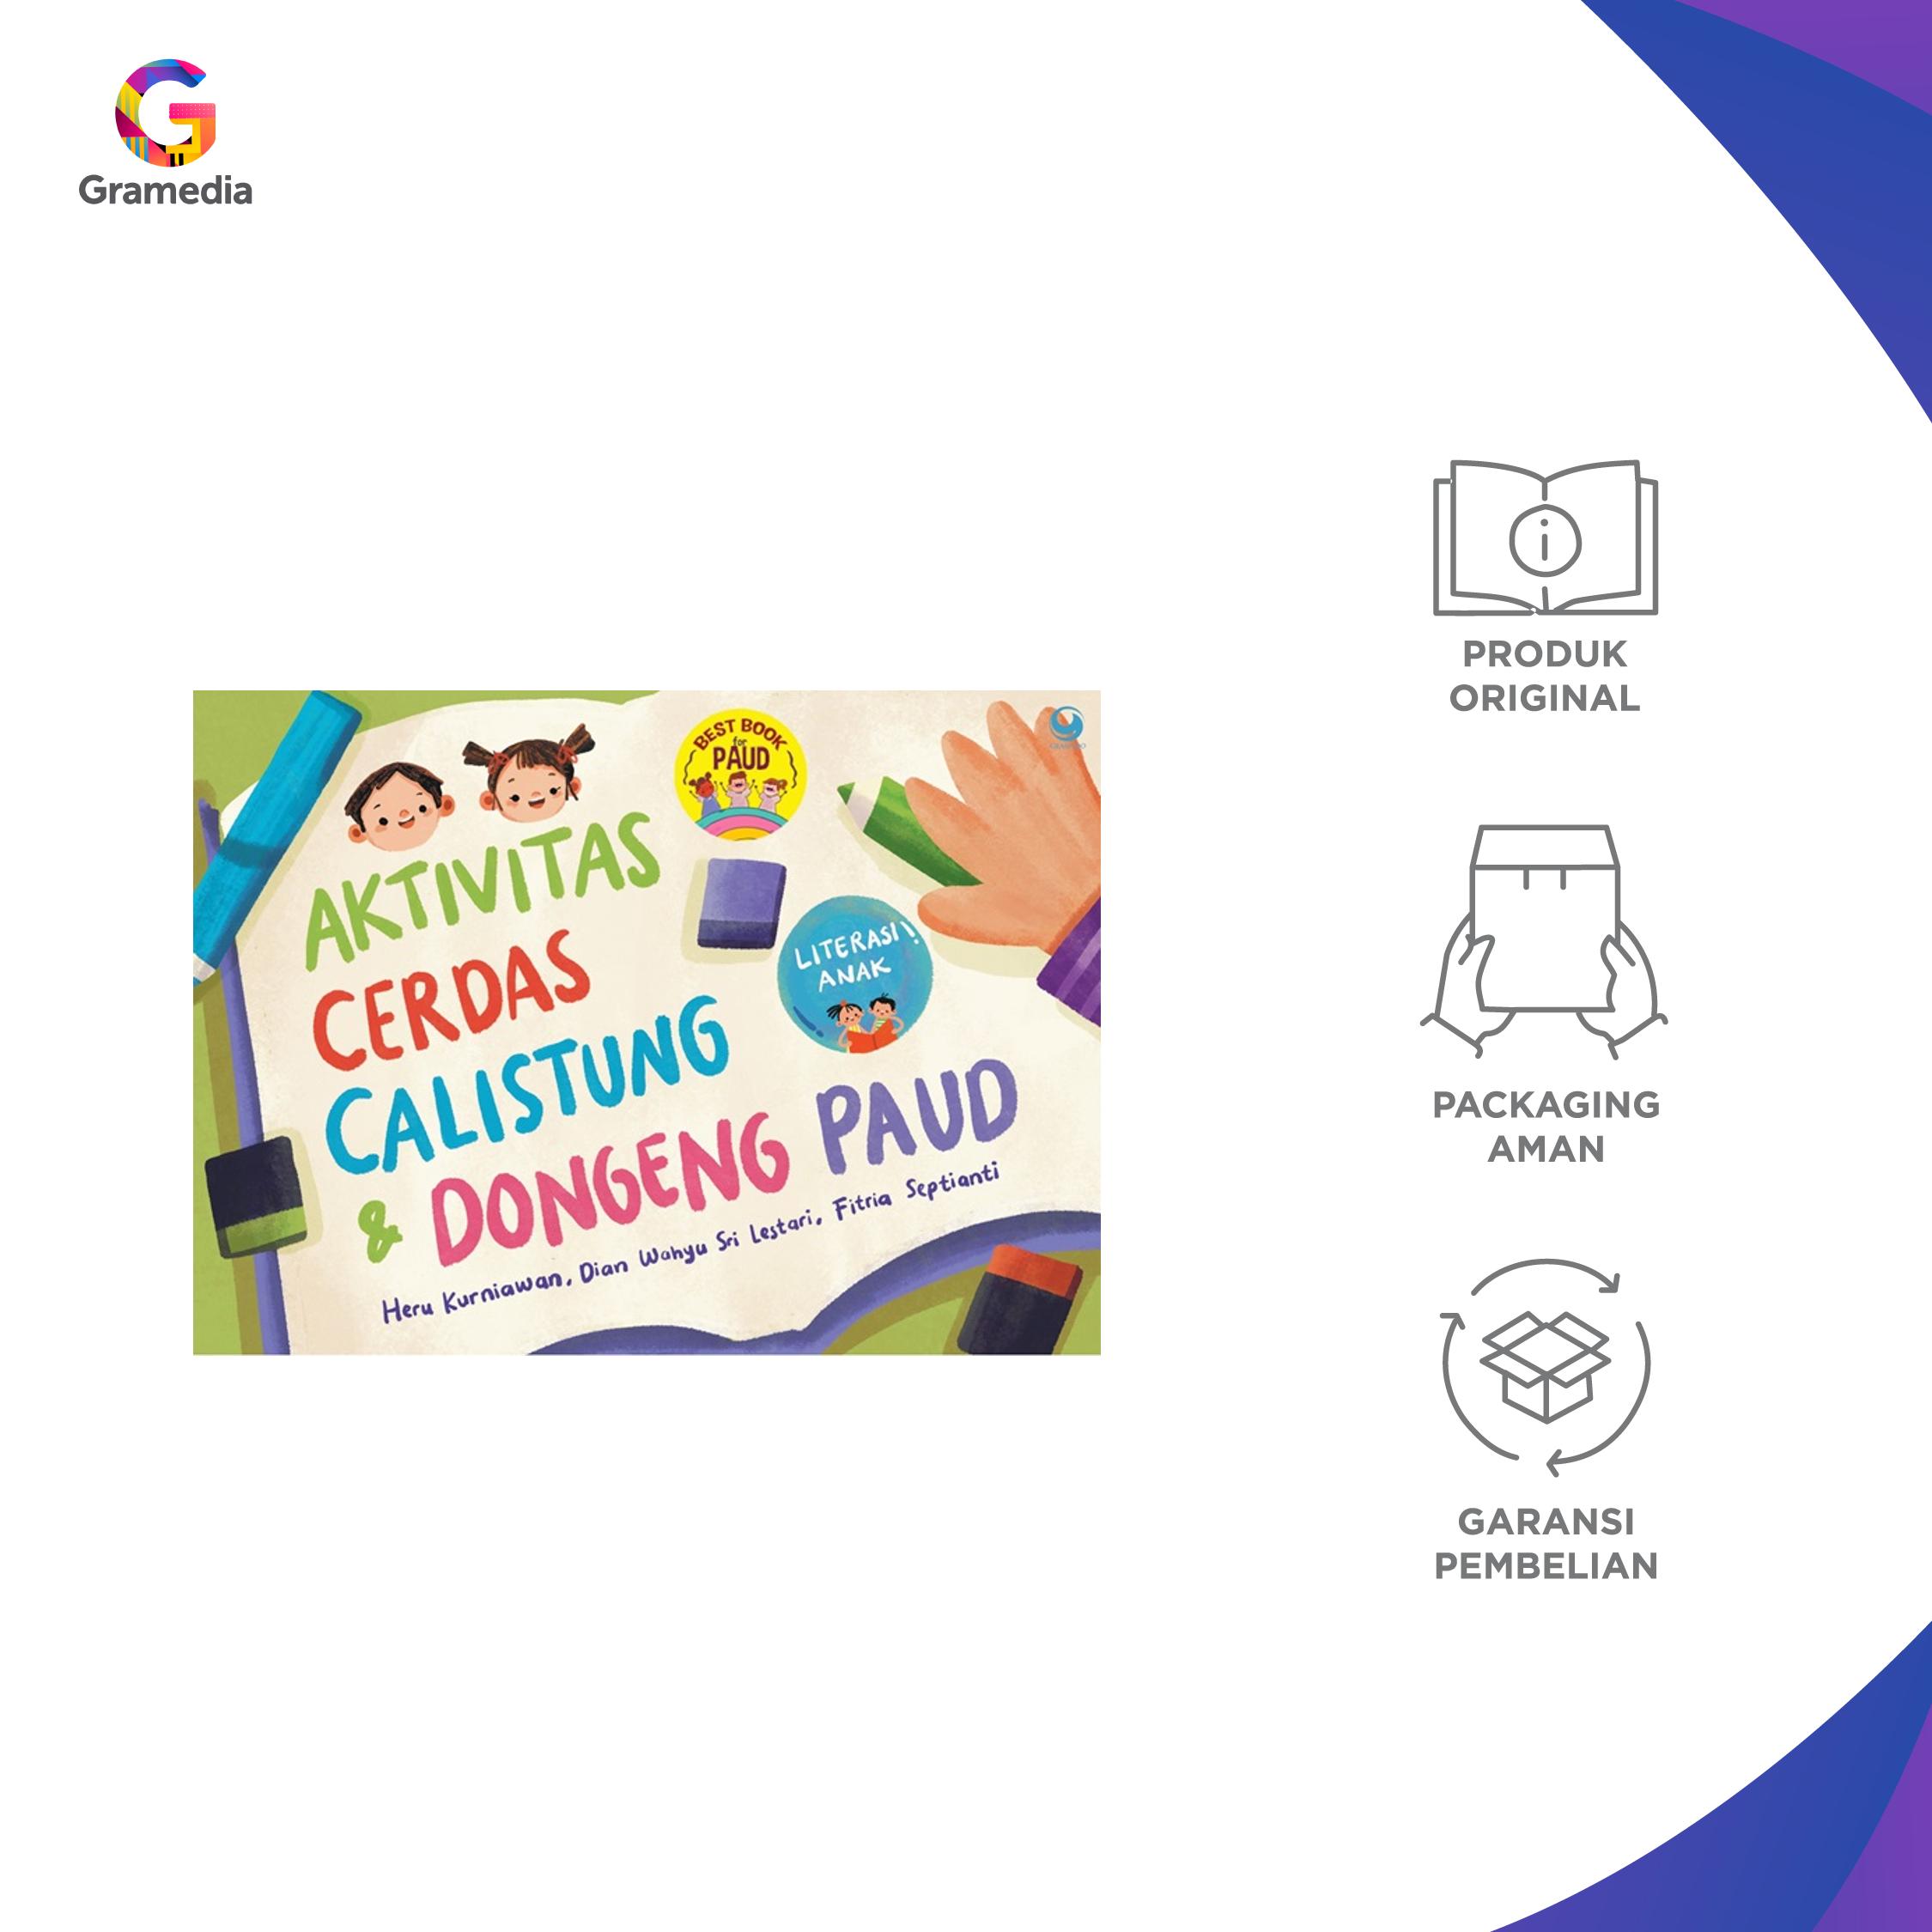 Gramedia
BEST BOOK
for
PAUD
AKTIVITAS
CERDAS
CALISTUNG
& DONGENG PAUD
LITERASI
ANAK
Heru Kurniawan, Dian Wahyu Sri Lestari, Fitria Septianti
PRODUK
ORIGINAL
PACKAGING
AMAN
GARANSI
PEMBELIAN